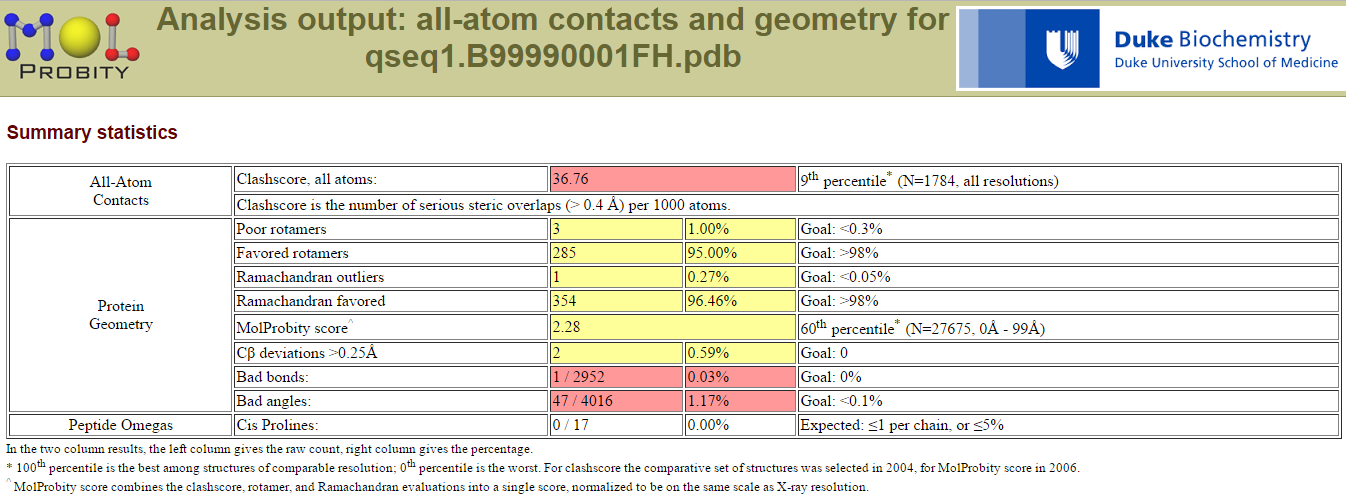 MOL
PROBITY
Analysis output: all-atom contacts and geometry for
qseq1.B99990001FH.pdb
Duke Biochemistry
Duke University School of Medicine
Summary statistics
All-Atom
Contacts
Clashscore, all atoms: 36.76 9th percentile* (N=1784, all resolutions)
Clashscore is the number of serious steric overlaps (> 0.4 Å) per 1000 atoms.
Protein
Geometry
Poor rotamers 3 1.00% Goal: <0.3%
Favored rotamers 285 95.00% Goal: >98%
Ramachandran outliers 1 0.27% Goal: <0.05%
Ramachandran favored 354 96.46% Goal: >98%
MolProbity score^ 2.28 60th percentile* (N=27675, 0Å - 99Å)
Cβ deviations >0.25Å 2 0.59% Goal: 0
Bad bonds: 1 / 2952 0.03% Goal: 0%
Bad angles: 47 / 4016 1.17% Goal: <0.1%
Peptide Omegas Cis Prolines: 0 / 17 0.00% Expected: ≤1 per chain, or ≤5%
In the two column results, the left column gives the raw count, right column gives the percentage.
* 100th percentile is the best among structures of comparable resolution; 0th percentile is the worst. For clashscore the comparative set of structures was selected in 2004, for MolProbity score in 2006.
^ MolProbity score combines the clashscore, rotamer, and Ramachandran evaluations into a single score, normalized to be on the same scale as X-ray resolution.